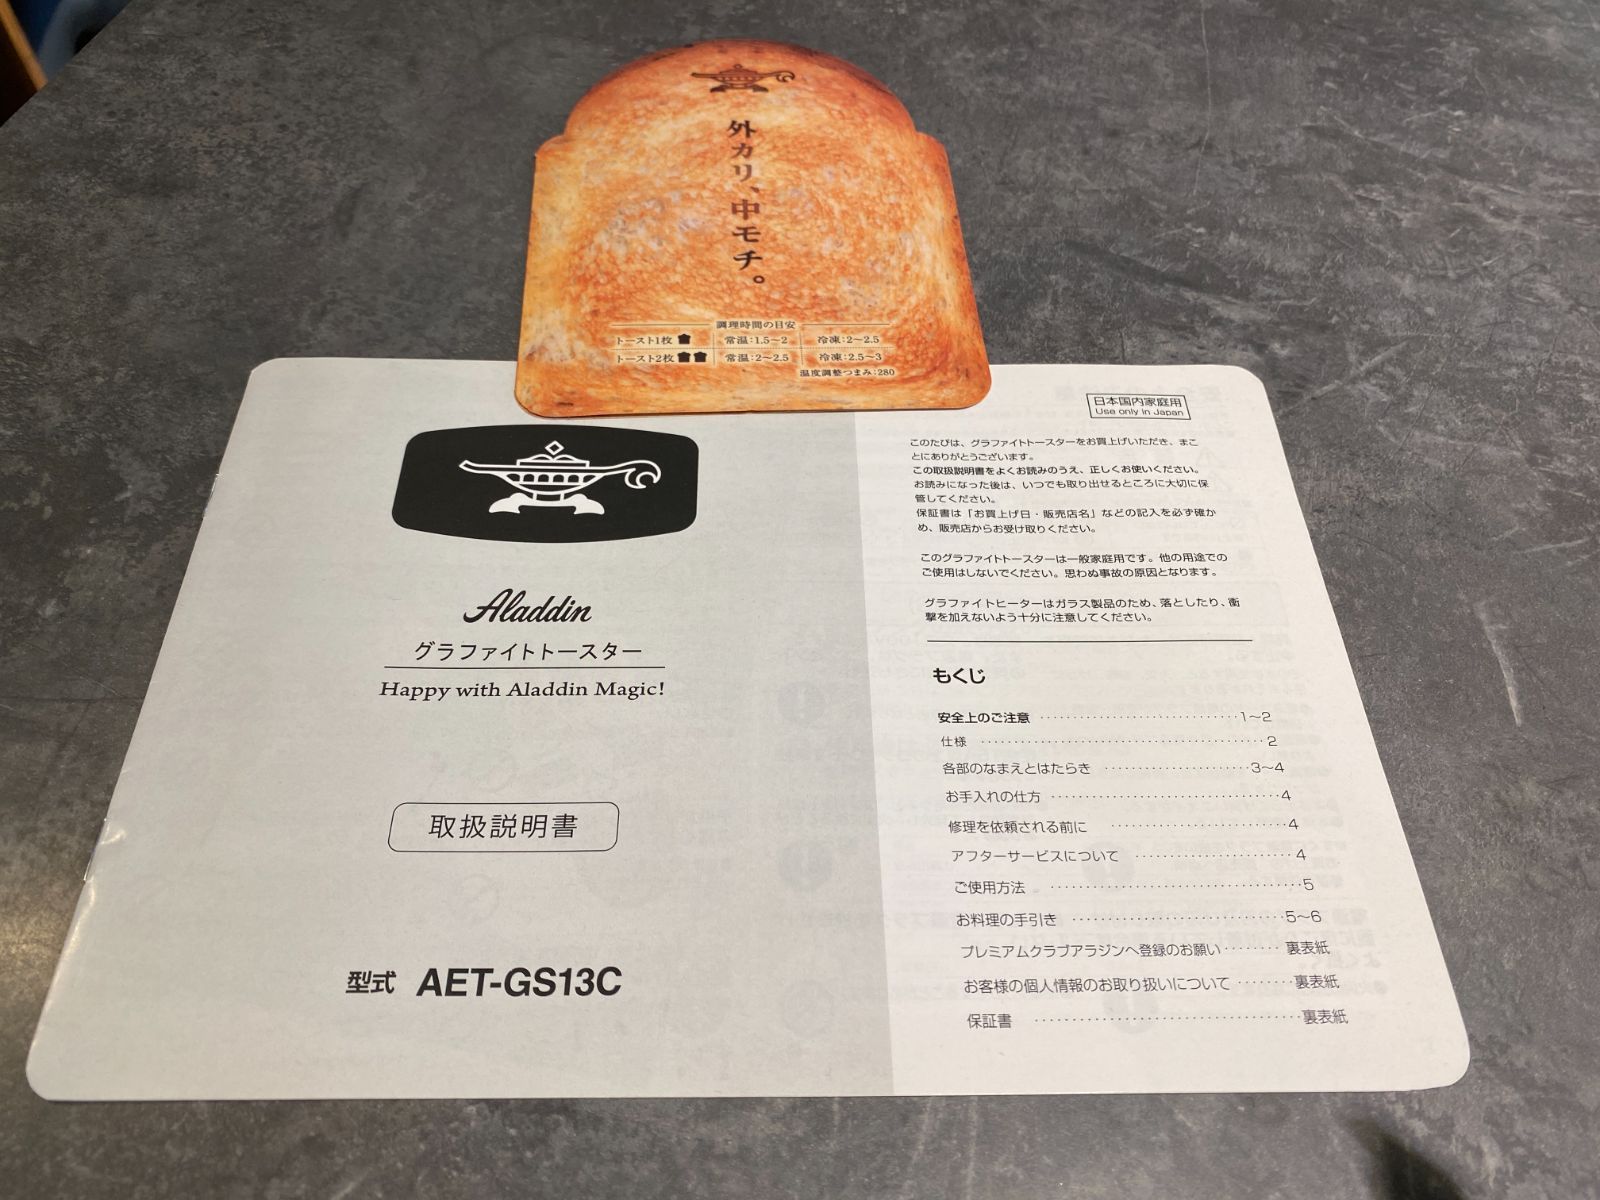 外カリ、中モチ。
調理時間の目安
トースト1枚 常温:1.5〜2 冷凍:2〜2.5
トースト2枚 常温:2〜2.5 冷凍:2.5〜3
温度調整つまみ:280
Aladdin
グラファイトトースター
Happy with Aladdin Magic!
取扱説明書
型式 AET-GS13C
日本国内家庭用
Use only in Japan
このたびは、グラファイトトースターをお買上げいただき、まこ
とにありがとうございます。
この取扱説明書をよくお読みのうえ、正しくお使いください。
お読みになった後は、いつでも取り出せるところに大切に保
管してください。
保証書は「お買上げ日・販売店名」などの記入を必ず確か
め、販売店からお受け取りください。
このグラファイトトースターは一般家庭用です。他の用途での
ご使用はしないでください。思わぬ事故の原因となります。
グラファイトヒーターはガラス製品のため、落としたり、衝
撃を加えないよう十分に注意してください。
もくじ
安全上のご注意 ････････････････････････････ 1〜2
仕様 ････････････････････････････ 2
各部のなまえとはたらき ････････････････････ 3〜4
お手入れの仕方 ････････････････････････････ 4
修理を依頼される前に ････････････････････ 4
アフターサービスについて ････････････････ 4
ご使用方法 ････････････････････････････ 5
お料理の手引き ････････････････････････ 5〜6
プレミアムクラブアラジンへ登録のお願い ････････ 裏表紙
お客様の個人情報のお取り扱いについて ････････ 裏表紙
保証書 ････････････････････････････ 裏表紙